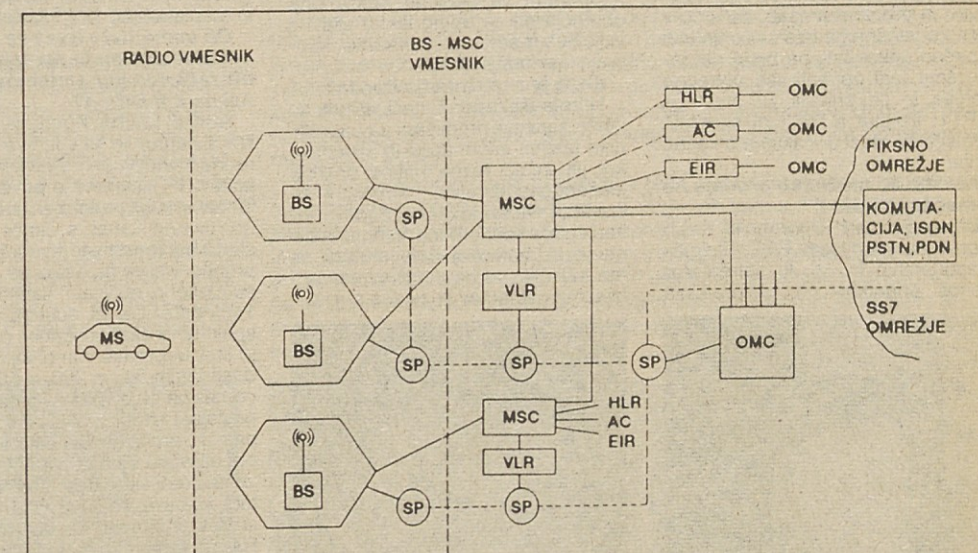 RADIO VMESNIK
BS - MSC
VMESNIK
HLR
OMC
AC
OMC
EIR
OMC
FIKSNO
OMREŽJE
KOMUTA-
CIJA, ISDN,
PSTN, PDN
BS
SP
MSC
VLR
MS
BS
SP
SP
SP
OMC
SS7
OMREŽJE
MSC
HLR
AC
EIR
VLR
BS
SP
SP